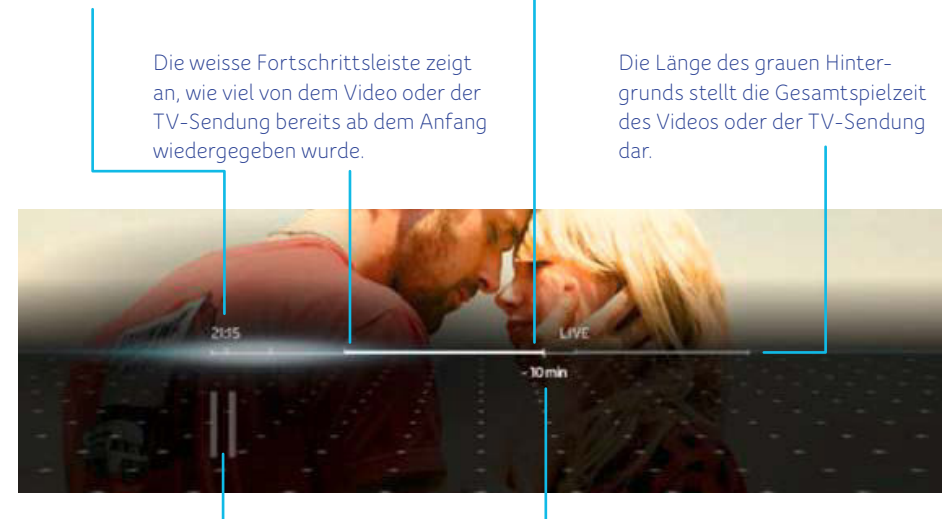 Die weisse Fortschrittsleiste zeigt
an, wie viel von dem Video oder der
TV-Sendung bereits ab dem Anfang
wiedergegeben wurde.
Die Länge des grauen Hinter-
grunds stellt die Gesamtspielzeit
des Videos oder der TV-Sendung
dar.
21:15
LIVE
- 10 min